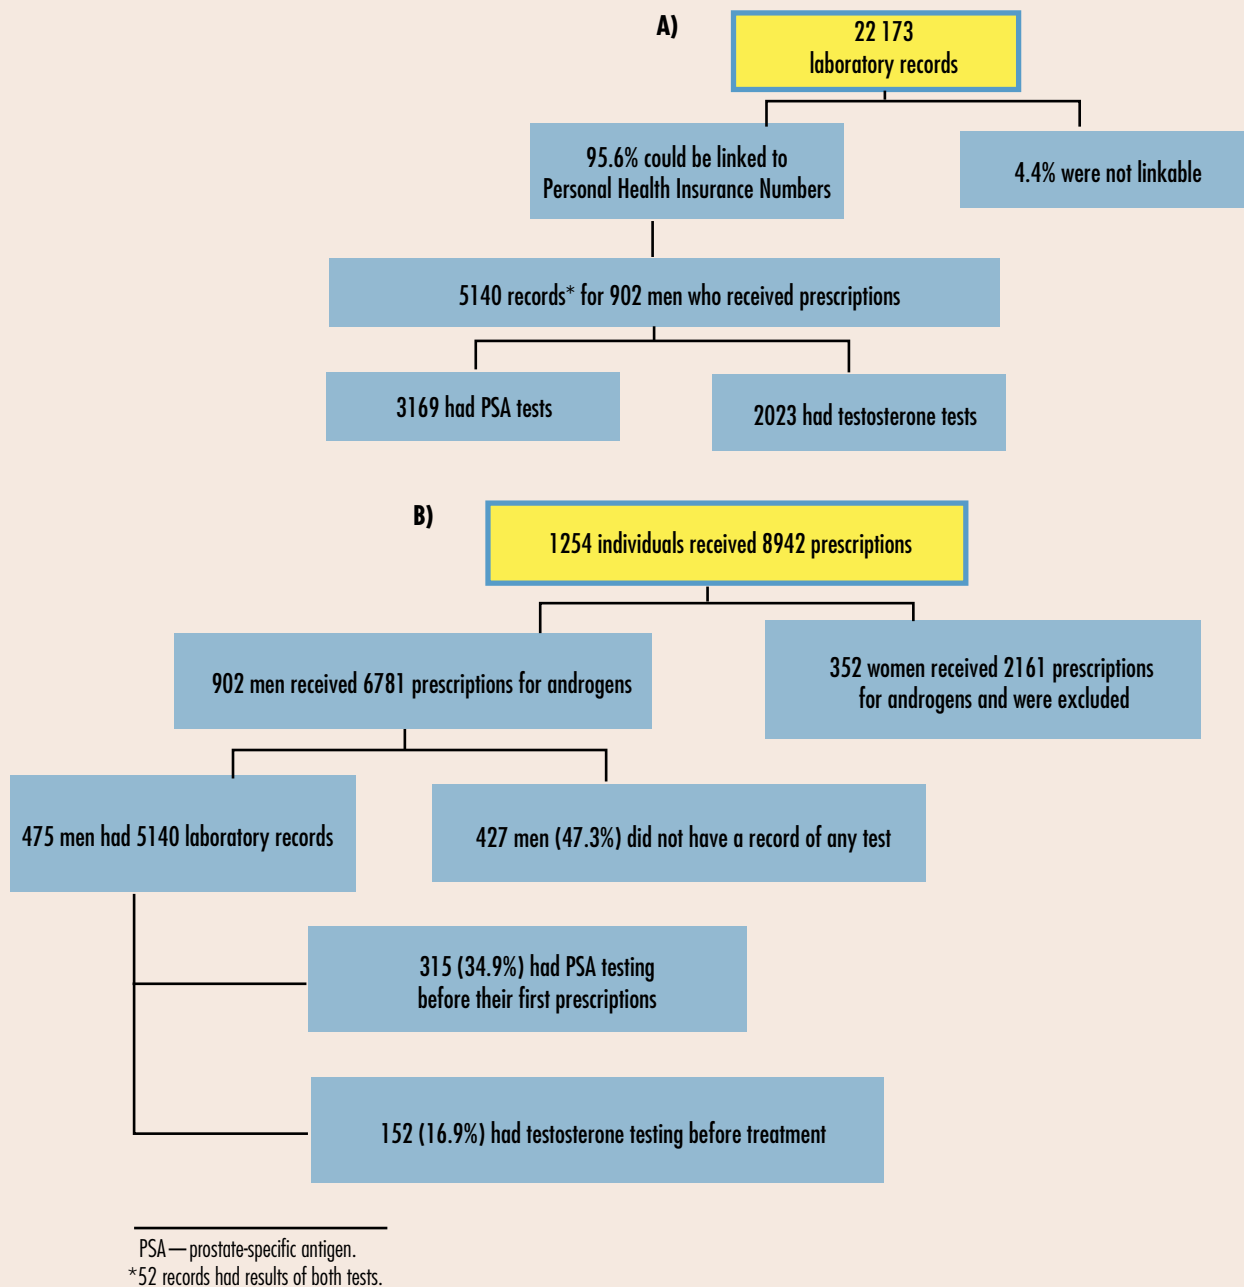 A)
22 173
laboratory records
95.6% could be linked to
Personal Health Insurance Numbers
4.4% were not linkable
5140 records* for 902 men who received prescriptions
3169 had PSA tests
2023 had testosterone tests
B)
1254 individuals received 8942 prescriptions
902 men received 6781 prescriptions for androgens
352 women received 2161 prescriptions
for androgens and were excluded
475 men had 5140 laboratory records
427 men (47.3%) did not have a record of any test
315 (34.9%) had PSA testing
before their first prescriptions
152 (16.9%) had testosterone testing before treatment
PSA—prostate-specific antigen.
*52 records had results of both tests.